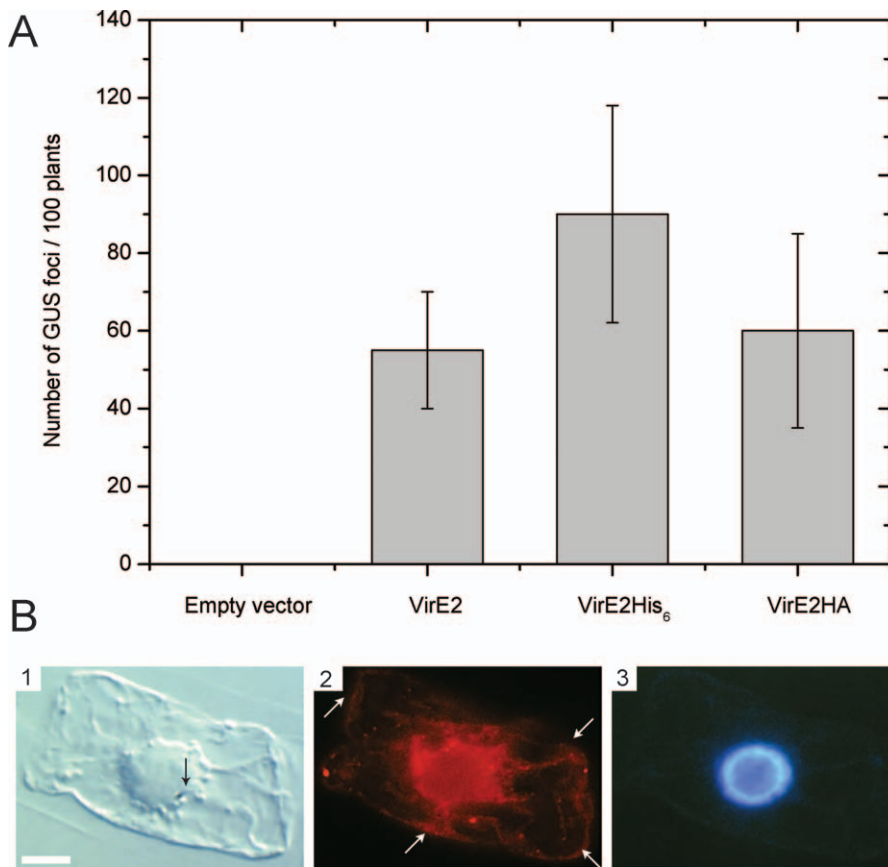 A
Number of GUS foci / 100 plants
140
120
100
80
60
40
20
0
Empty vector VirE2 VirE2His₆ VirE2HA
B
1 2 3